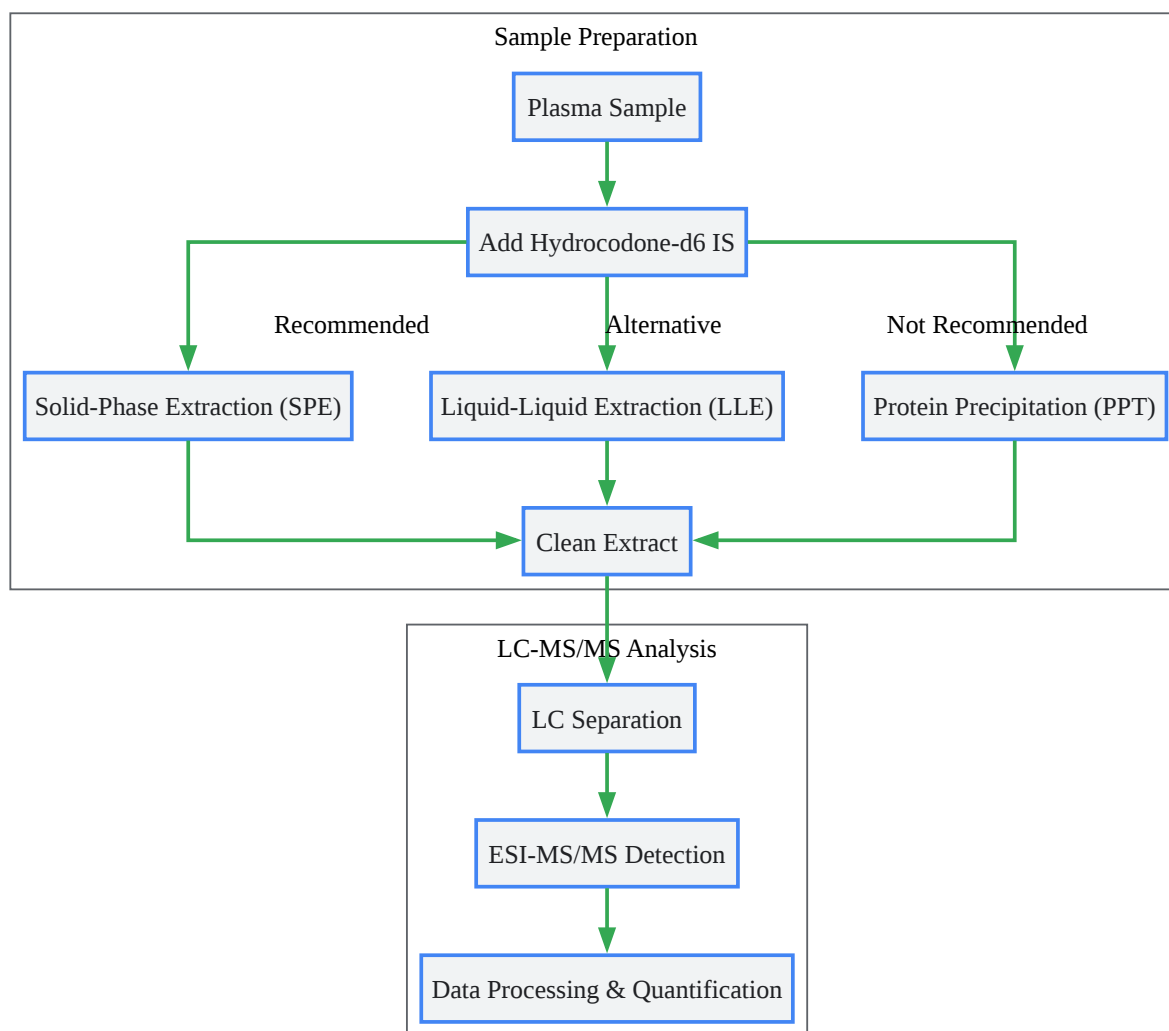 Sample Preparation
Plasma Sample
Add Hydrocodone-d6 IS
Recommended
Alternative
Not Recommended
Solid-Phase Extraction (SPE)
Liquid-Liquid Extraction (LLE)
Protein Precipitation (PPT)
Clean Extract
LC-MS/MS Analysis
LC Separation
ESI-MS/MS Detection
Data Processing & Quantification